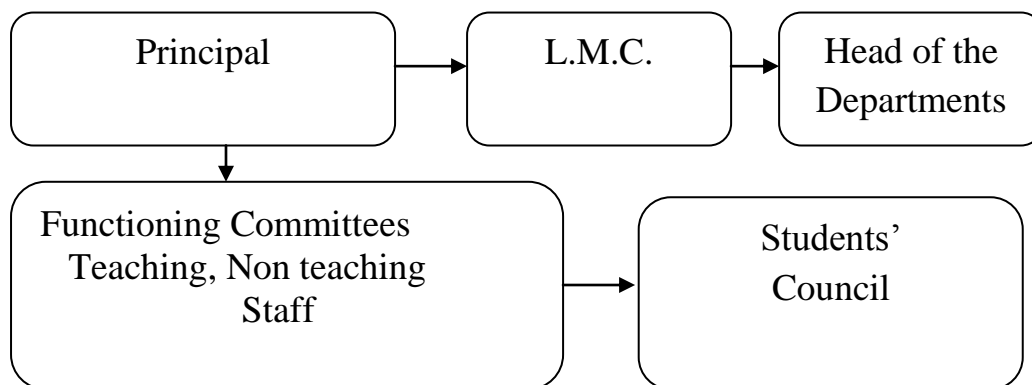 Principal
L.M.C.
Head of the
Departments
Functioning Committees
Teaching, Non teaching
Staff
Students’
Council